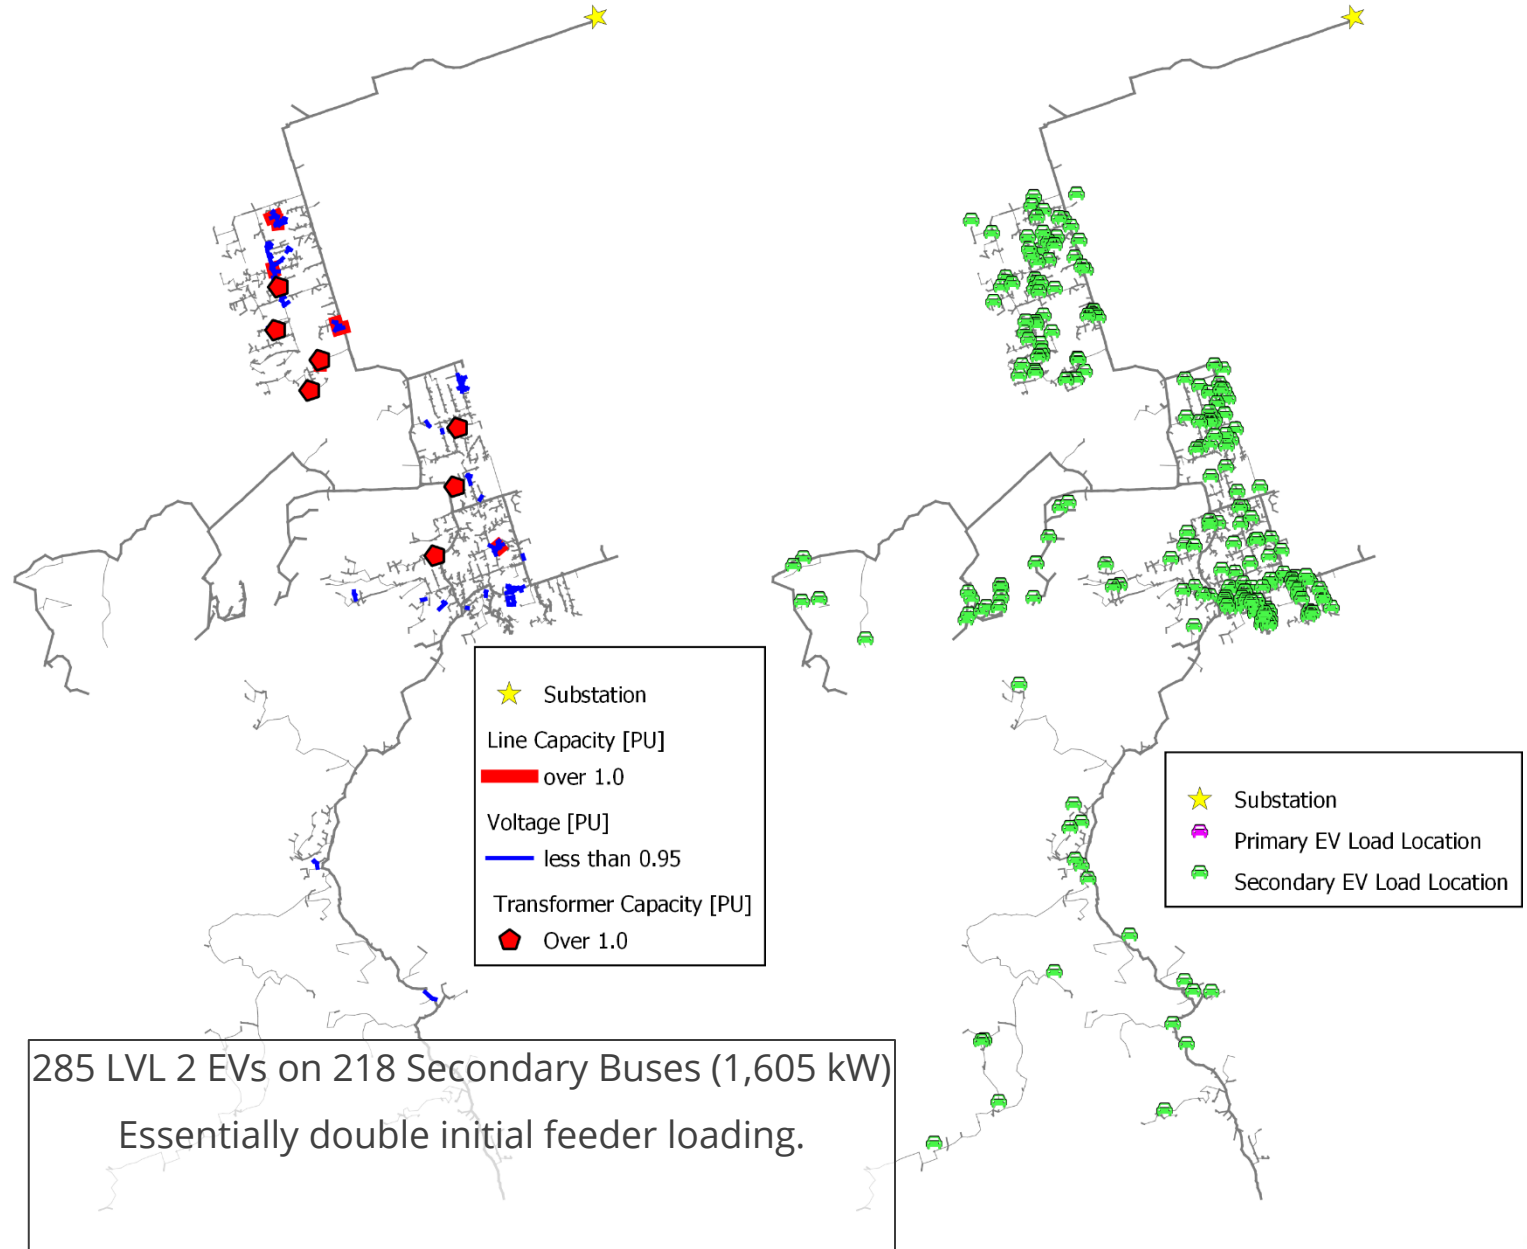 Substation
Line Capacity [PU]
over 1.0
Voltage [PU]
less than 0.95
Transformer Capacity [PU]
Over 1.0
Substation
Primary EV Load Location
Secondary EV Load Location
285 LVL 2 EVs on 218 Secondary Buses (1,605 kW)
Essentially double initial feeder loading.